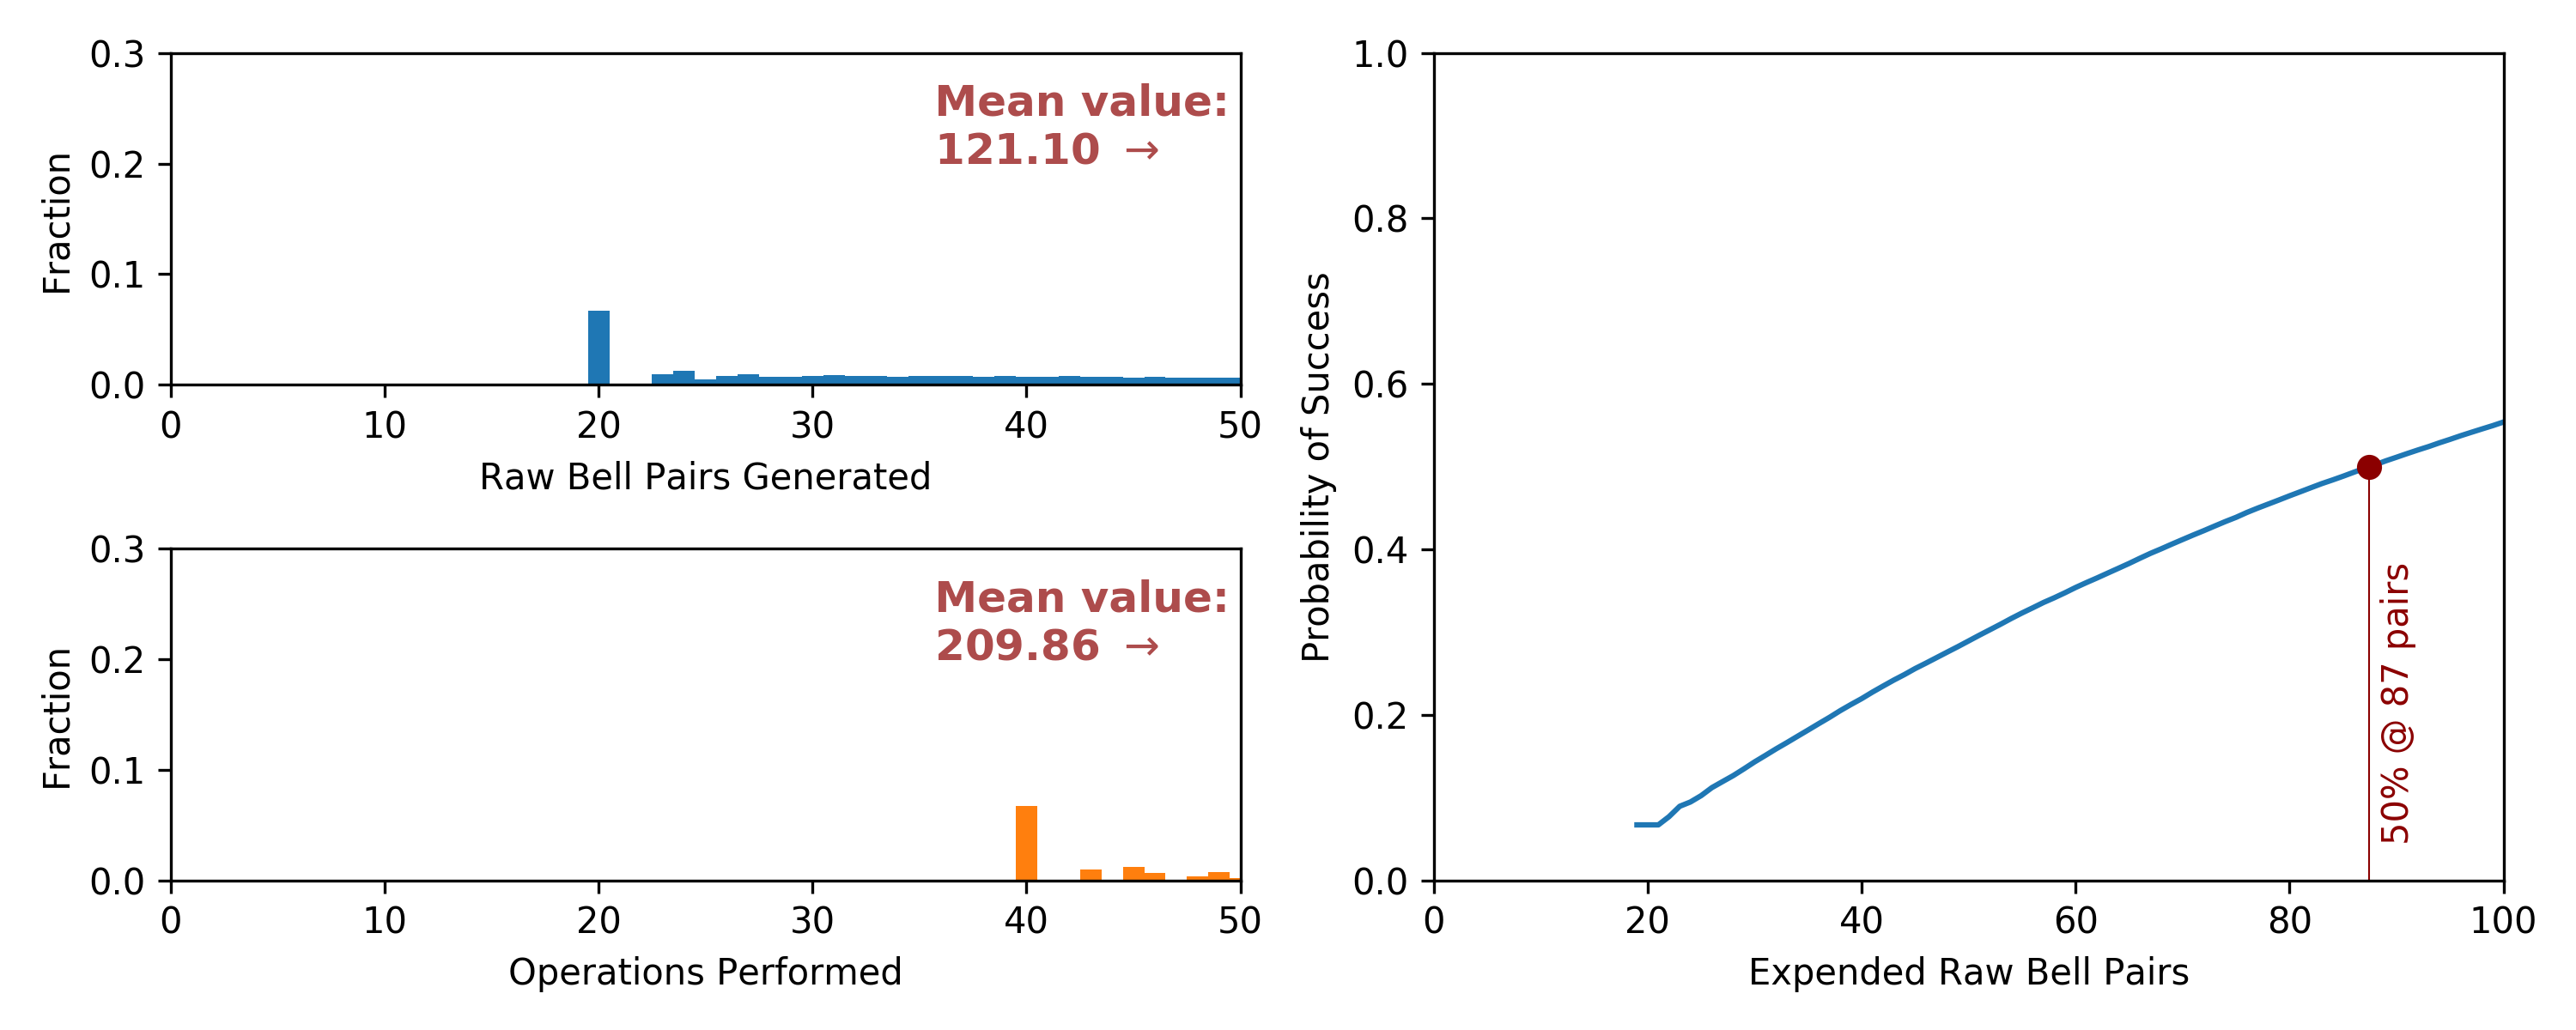 0.3
0.2
0.1
0.0
Fraction
Mean value:
121.10 →
0 10 20 30 40 50
Raw Bell Pairs Generated
0.3
0.2
0.1
0.0
Fraction
Mean value:
209.86 →
0 10 20 30 40 50
Operations Performed
1.0
0.8
0.6
0.4
0.2
0.0
Probability of Success
50% @ 87 pairs
0 20 40 60 80 100
Expended Raw Bell Pairs